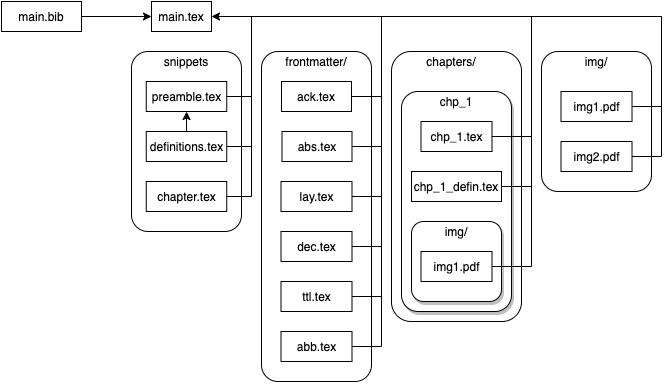 main.bib
main.tex
snippets
preamble.tex
definitions.tex
chapter.tex
frontmatter/
ack.tex
abs.tex
lay.tex
dec.tex
ttl.tex
abb.tex
chapters/
chp_1
chp_1.tex
chp_1_defin.tex
img/
img1.pdf
img/
img1.pdf
img2.pdf